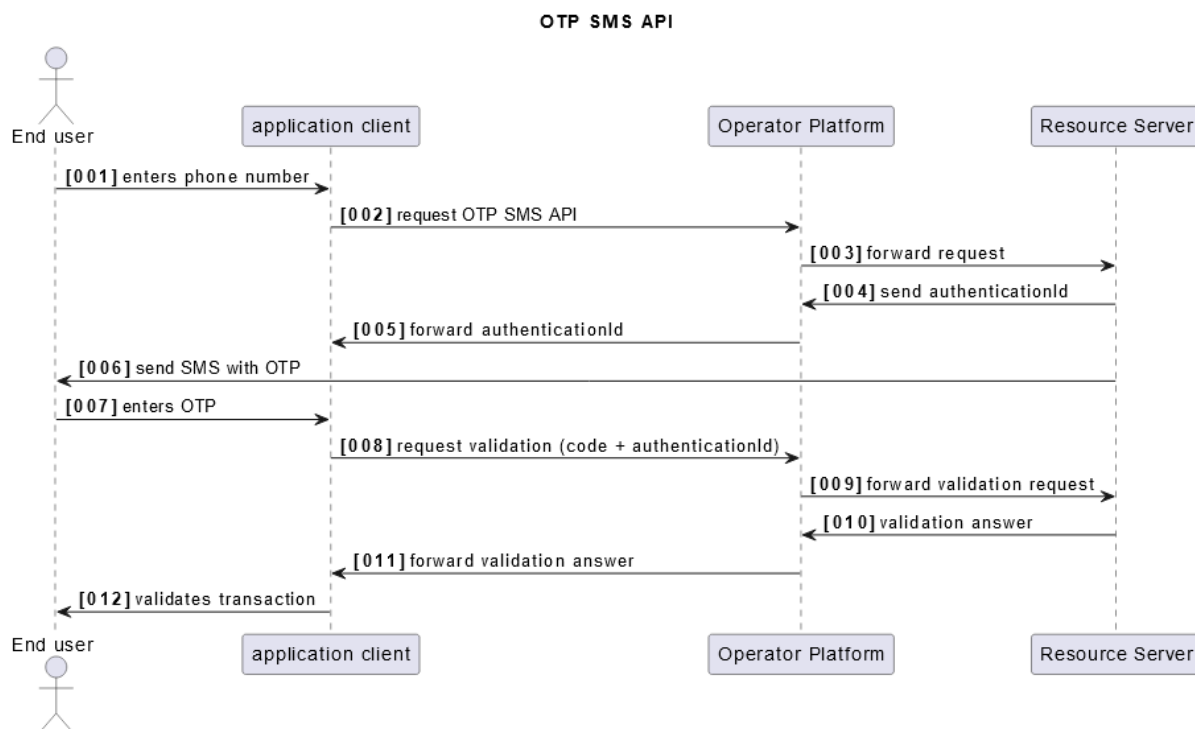 OTP SMS API
End user
application client
Operator Platform
Resource Server
[001] enters phone number
[002] request OTP SMS API
[003] forward request
[004] send authenticationId
[005] forward authenticationId
[006] send SMS with OTP
[007] enters OTP
[008] request validation (code + authenticationId)
[009] forward validation request
[010] validation answer
[011] forward validation answer
[012] validates transaction
End user
application client
Operator Platform
Resource Server